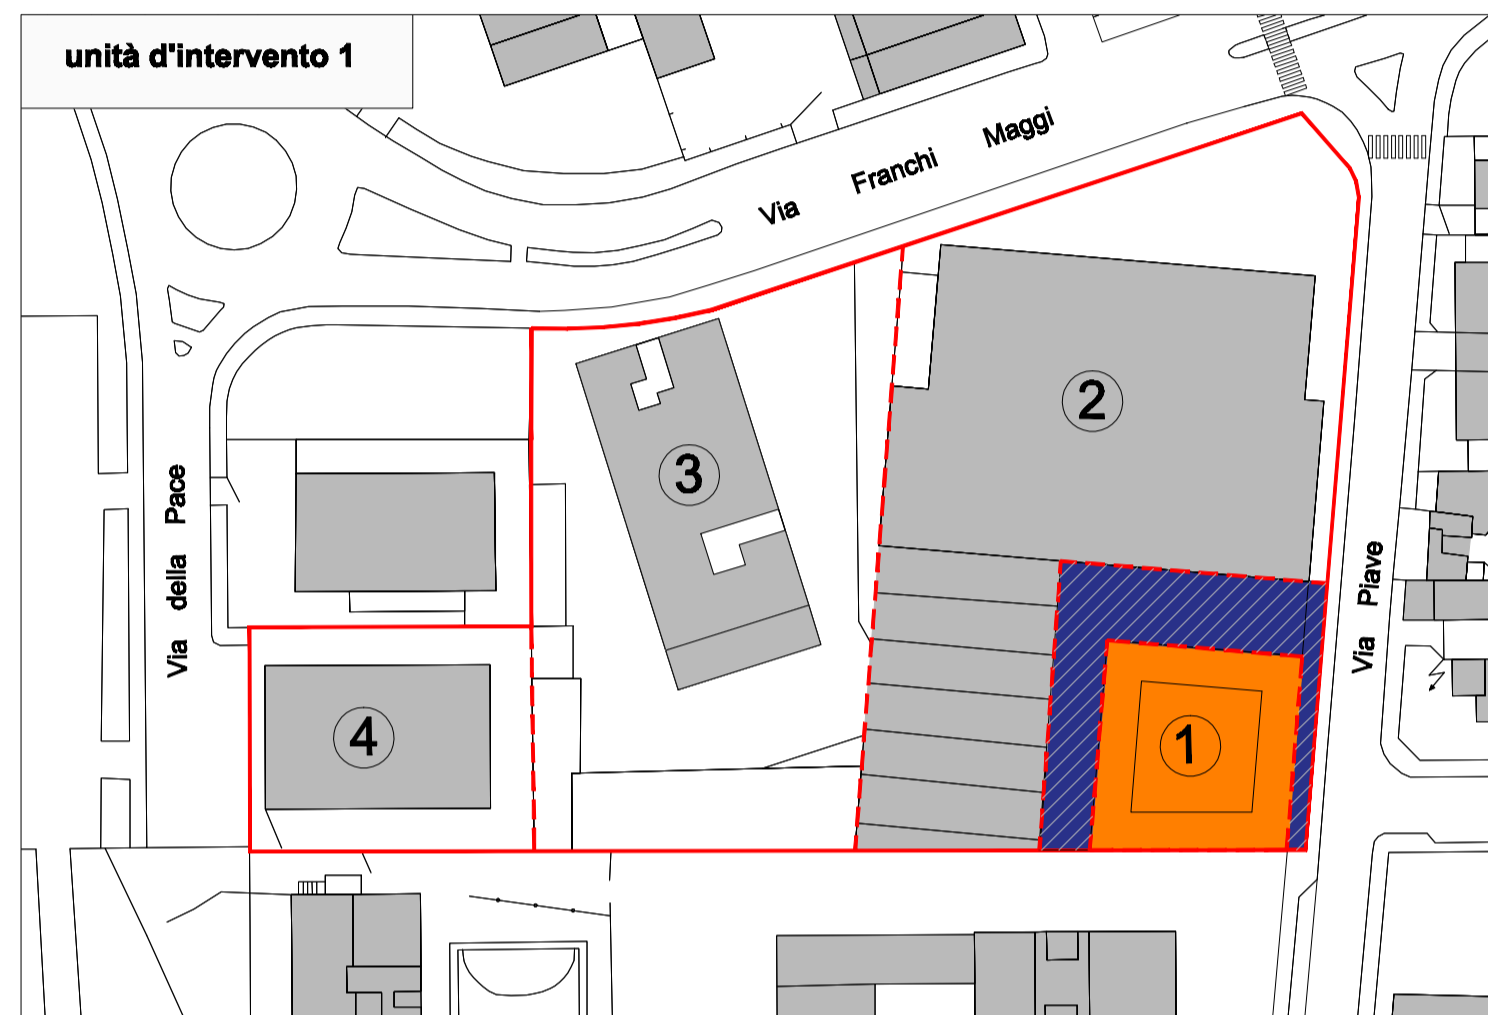 unità d'intervento 1
Via Franchi Maggi
2
3
Via della Pace
Via Piave
4
1